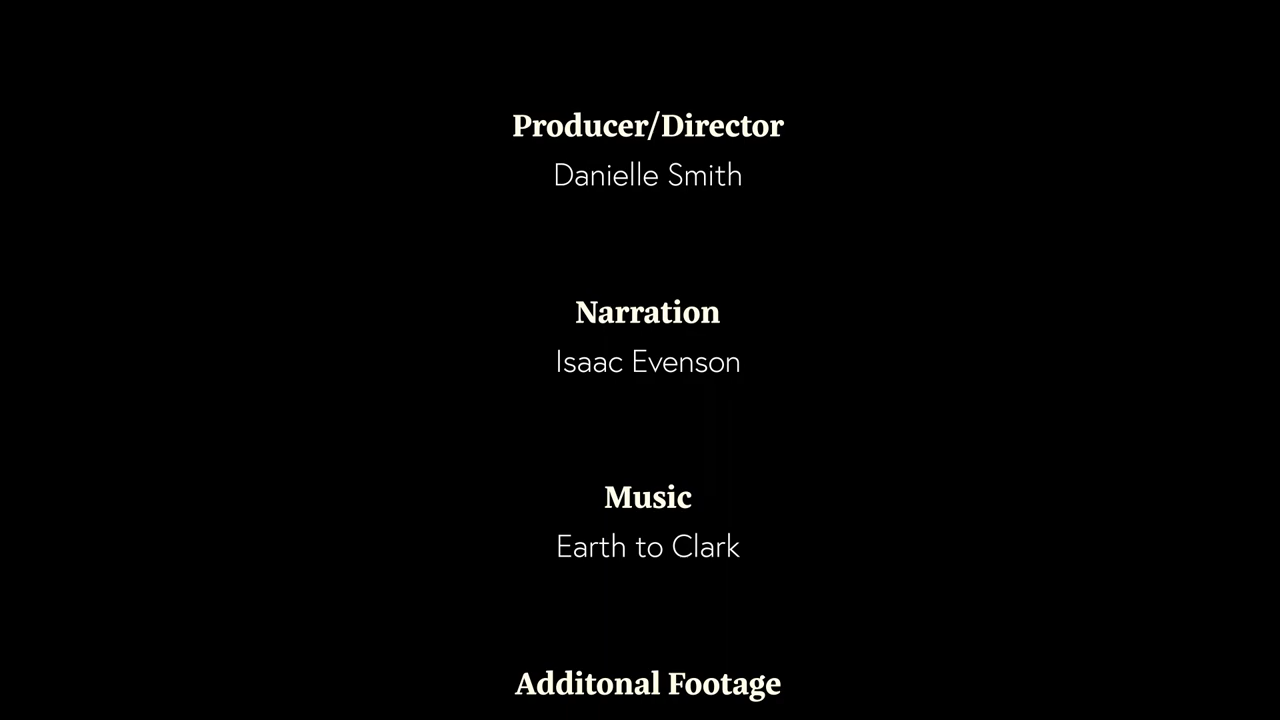 Producer/Director
Danielle Smith
Narration
Isaac Evenson
Music
Earth to Clark
Additonal Footage